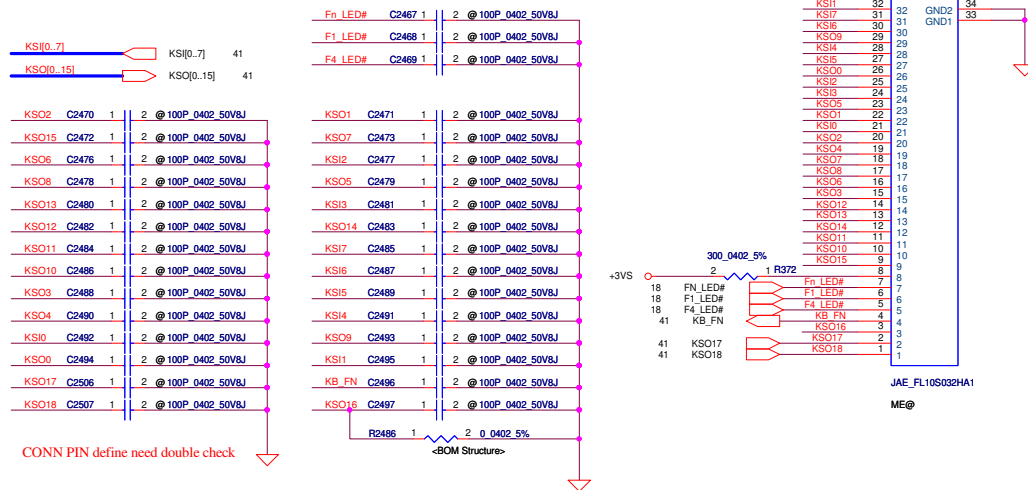 KSI[0..7] KSI[0..7] 41
KSO[0..15] KSO[0..15] 41
Fn_LED# C2467 1 2 @100P_0402_50V8J
F1_LED# C2468 1 2 @100P_0402_50V8J
F4_LED# C2469 1 2 @100P_0402_50V8J
KSO2 C2470 1 2 @100P_0402_50V8J
KSO15 C2472 1 2 @100P_0402_50V8J
KSO6 C2476 1 2 @100P_0402_50V8J
KSO8 C2478 1 2 @100P_0402_50V8J
KSO13 C2480 1 2 @100P_0402_50V8J
KSO12 C2482 1 2 @100P_0402_50V8J
KSO11 C2484 1 2 @100P_0402_50V8J
KSO10 C2486 1 2 @100P_0402_50V8J
KSO3 C2488 1 2 @100P_0402_50V8J
KSO4 C2490 1 2 @100P_0402_50V8J
KSI0 C2492 1 2 @100P_0402_50V8J
KSO0 C2494 1 2 @100P_0402_50V8J
KSO17 C2506 1 2 @100P_0402_50V8J
KSO18 C2507 1 2 @100P_0402_50V8J
CONN PIN define need double check
KSO1 C2471 1 2 @100P_0402_50V8J
KSO7 C2473 1 2 @100P_0402_50V8J
KSI2 C2477 1 2 @100P_0402_50V8J
KSO5 C2479 1 2 @100P_0402_50V8J
KSI3 C2481 1 2 @100P_0402_50V8J
KSO14 C2483 1 2 @100P_0402_50V8J
KSI7 C2485 1 2 @100P_0402_50V8J
KSI6 C2487 1 2 @100P_0402_50V8J
KSI5 C2489 1 2 @100P_0402_50V8J
KSI4 C2491 1 2 @100P_0402_50V8J
KSO9 C2493 1 2 @100P_0402_50V8J
KSI1 C2495 1 2 @100P_0402_50V8J
KB_FN C2496 1 2 @100P_0402_50V8J
KSO16 C2497 1 2 @100P_0402_50V8J
R2486 1 2 0_0402_5%
<BOM Structure>
KSI1 32 32 GND2 34
KSI7 31 31 GND1 33
KSI6 30 30
KSO9 29 29
KSI4 28 28
KSI5 27 27
KSO0 26 26
KSI2 25 25
KSI3 24 24
KSO5 23 23
KSO1 22 22
KSI0 21 21
KSO2 20 20
KSO4 19 19
KSO7 18 18
KSO8 17 17
KSO6 16 16
KSO3 15 15
KSO12 14 14
KSO13 13 13
KSO14 12 12
KSO11 11 11
KSO10 10 10
KSO15 9 9
300_0402_5%
+3VS 2 1 R372 8 8
18 FN_LED# Fn_LED# 7 7
18 F1_LED# F1_LED# 6 6
18 F4_LED# F4_LED# 5 5
41 KB_FN KB_FN 4 4
KSO16 3 3
41 KSO17 KSO17 2 2
41 KSO18 KSO18 1 1
JAE_FL10S032HA1
ME@